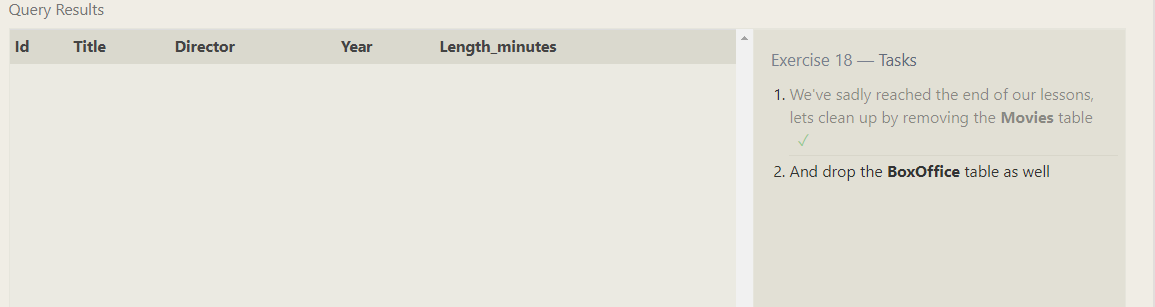 Query Results
Id Title Director Year Length_minutes
Exercise 18 — Tasks
1. We've sadly reached the end of our lessons,
lets clean up by removing the Movies table
✓
2. And drop the BoxOffice table as well